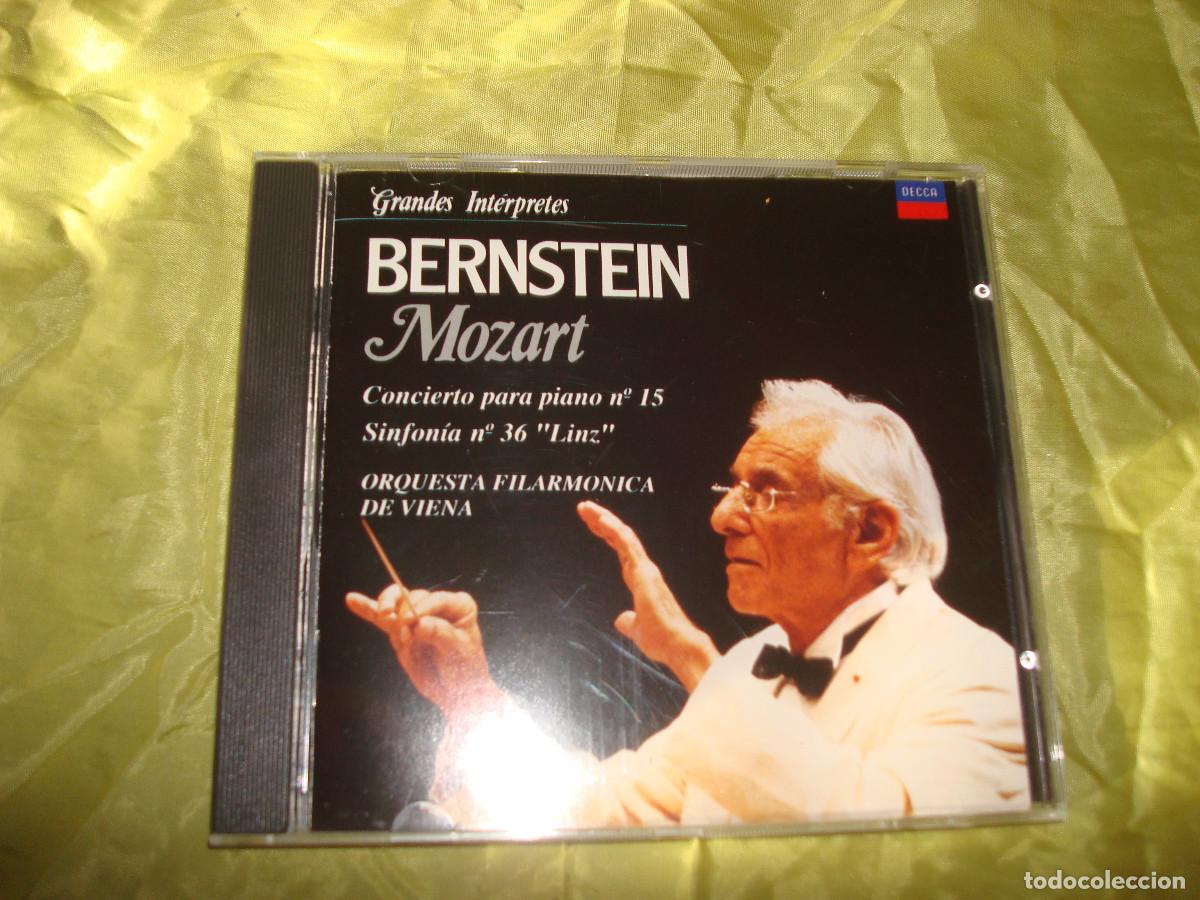 Grandes Intérpretes
DECCA
BERNSTEIN
Mozart
Concierto para piano nº 15
Sinfonía nº 36 "Linz"
ORQUESTA FILARMONICA
DE VIENA
todocoleccion